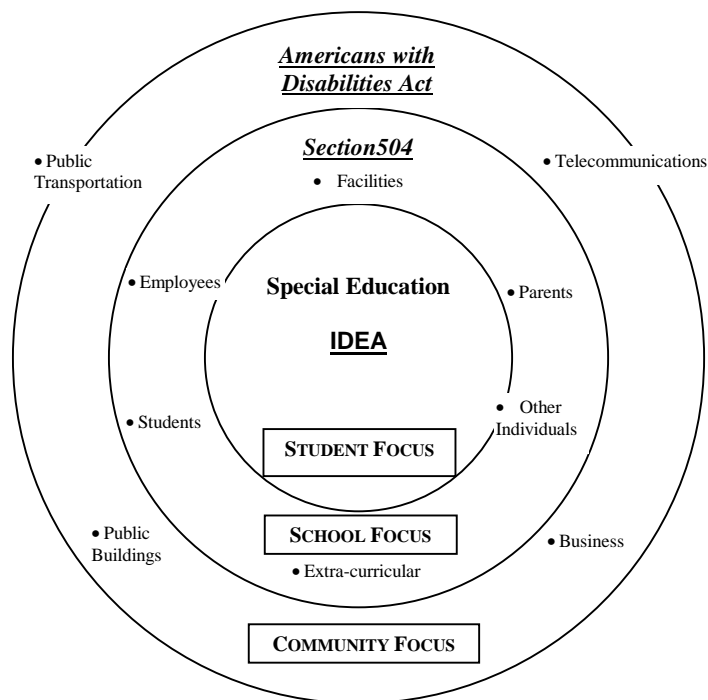 Americans with
Disabilities Act
• Public
Transportation
• Telecommunications
Section504
• Facilities
• Employees
Special Education
• Parents
IDEA
• Students
• Other
Individuals
STUDENT FOCUS
SCHOOL FOCUS
• Public
Buildings
• Business
• Extra-curricular
COMMUNITY FOCUS